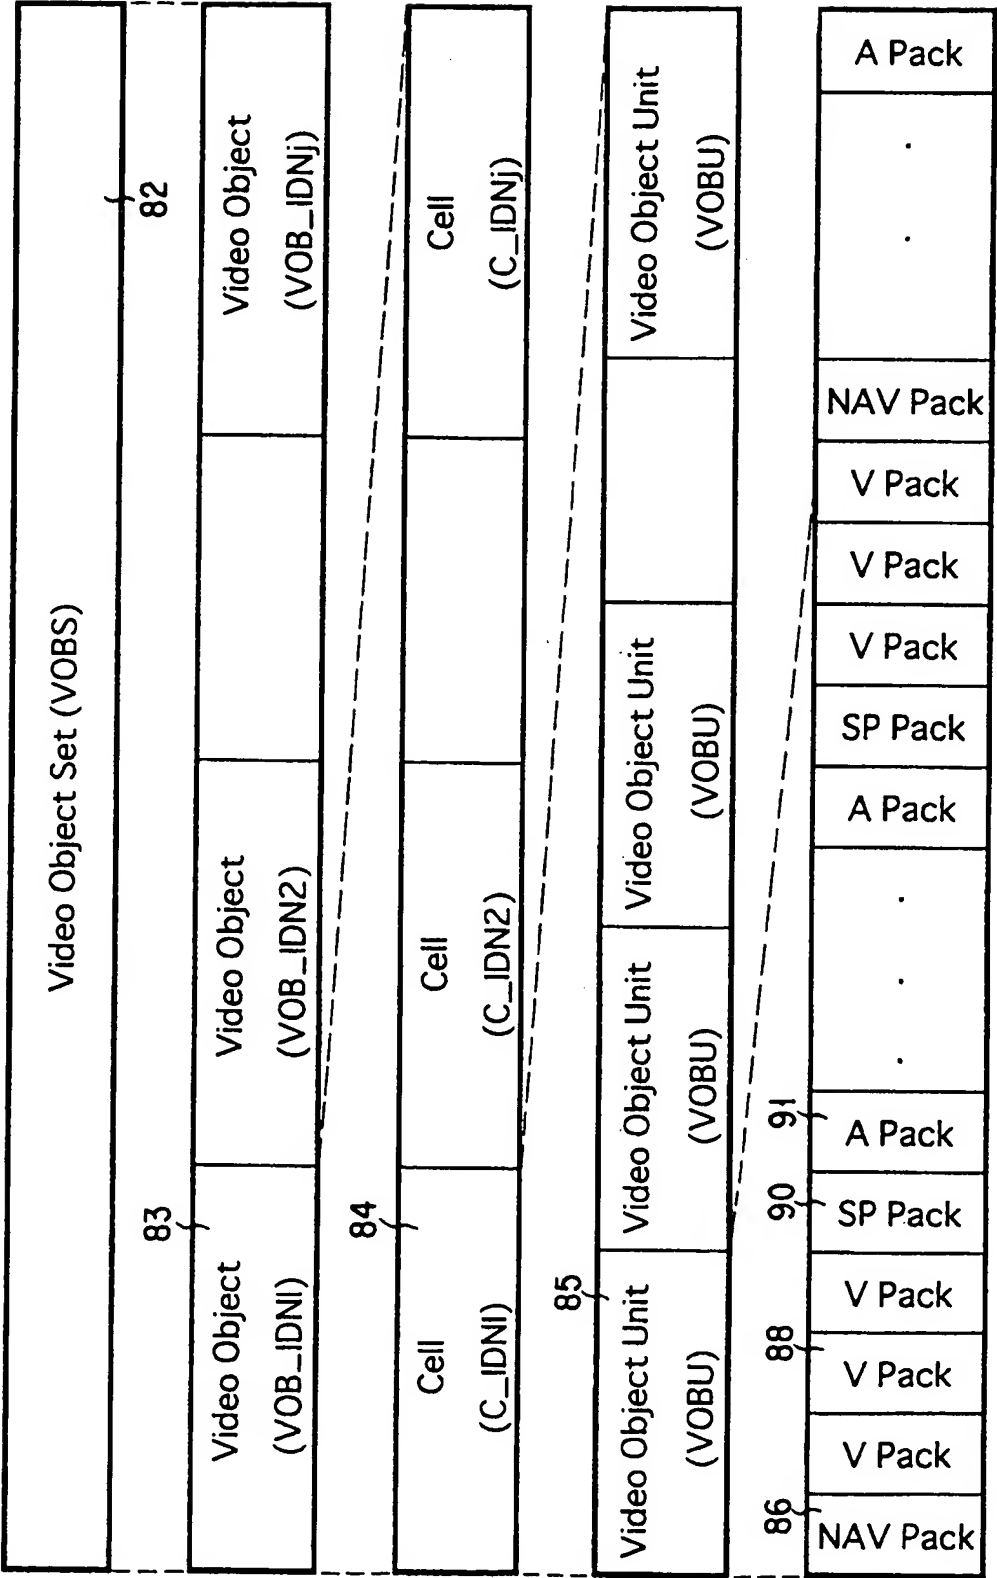 Video Object Set (VOBS)
82
83
Video Object
(VOB_IDN1)
Video Object
(VOB_IDN2)
Video Object
(VOB_IDNj)
84
Cell
(C_IDN1)
Cell
(C_IDN2)
Cell
(C_IDNj)
85
Video Object Unit
(VOBU)
Video Object Unit
(VOBU)
Video Object Unit
(VOBU)
Video Object Unit
(VOBU)
86
88
90
91
NAV Pack
V Pack
V Pack
V Pack
SP Pack
A Pack
. . .
A Pack
SP Pack
V Pack
V Pack
V Pack
NAV Pack
. .
A Pack